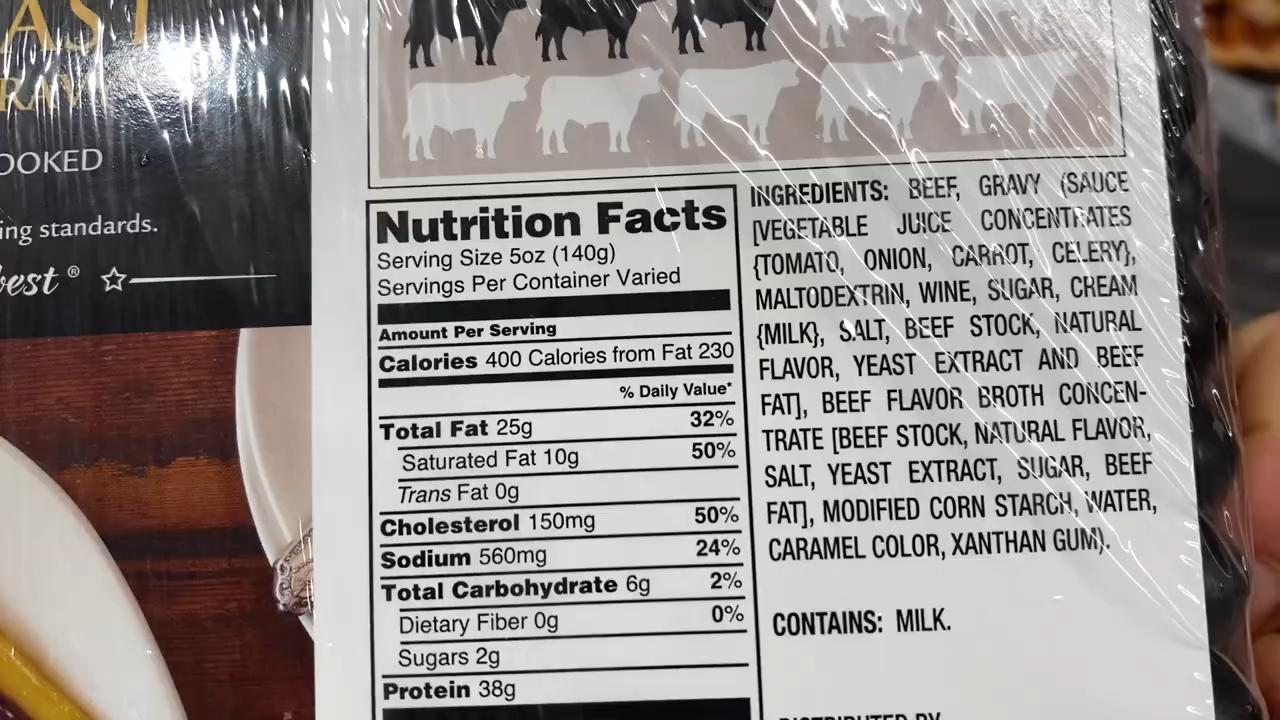 OOKED
ing standards.
best®
Nutrition Facts
Serving Size 5oz (140g)
Servings Per Container Varied
Amount Per Serving
Calories 400 Calories from Fat 230
% Daily Value*
Total Fat 25g 32%
Saturated Fat 10g 50%
Trans Fat 0g
Cholesterol 150mg 50%
Sodium 560mg 24%
Total Carbohydrate 6g 2%
Dietary Fiber 0g 0%
Sugars 2g
Protein 38g
INGREDIENTS: BEEF, GRAVY (SAUCE
[VEGETABLE JUICE CONCENTRATES
{TOMATO, ONION, CARROT, CELERY},
MALTODEXTRIN, WINE, SUGAR, CREAM
{MILK}, SALT, BEEF STOCK, NATURAL
FLAVOR, YEAST EXTRACT AND BEEF
FAT], BEEF FLAVOR BROTH CONCEN-
TRATE [BEEF STOCK, NATURAL FLAVOR,
SALT, YEAST EXTRACT, SUGAR, BEEF
FAT], MODIFIED CORN STARCH, WATER,
CARAMEL COLOR, XANTHAN GUM).
CONTAINS: MILK.
DISTRIBUTED BY